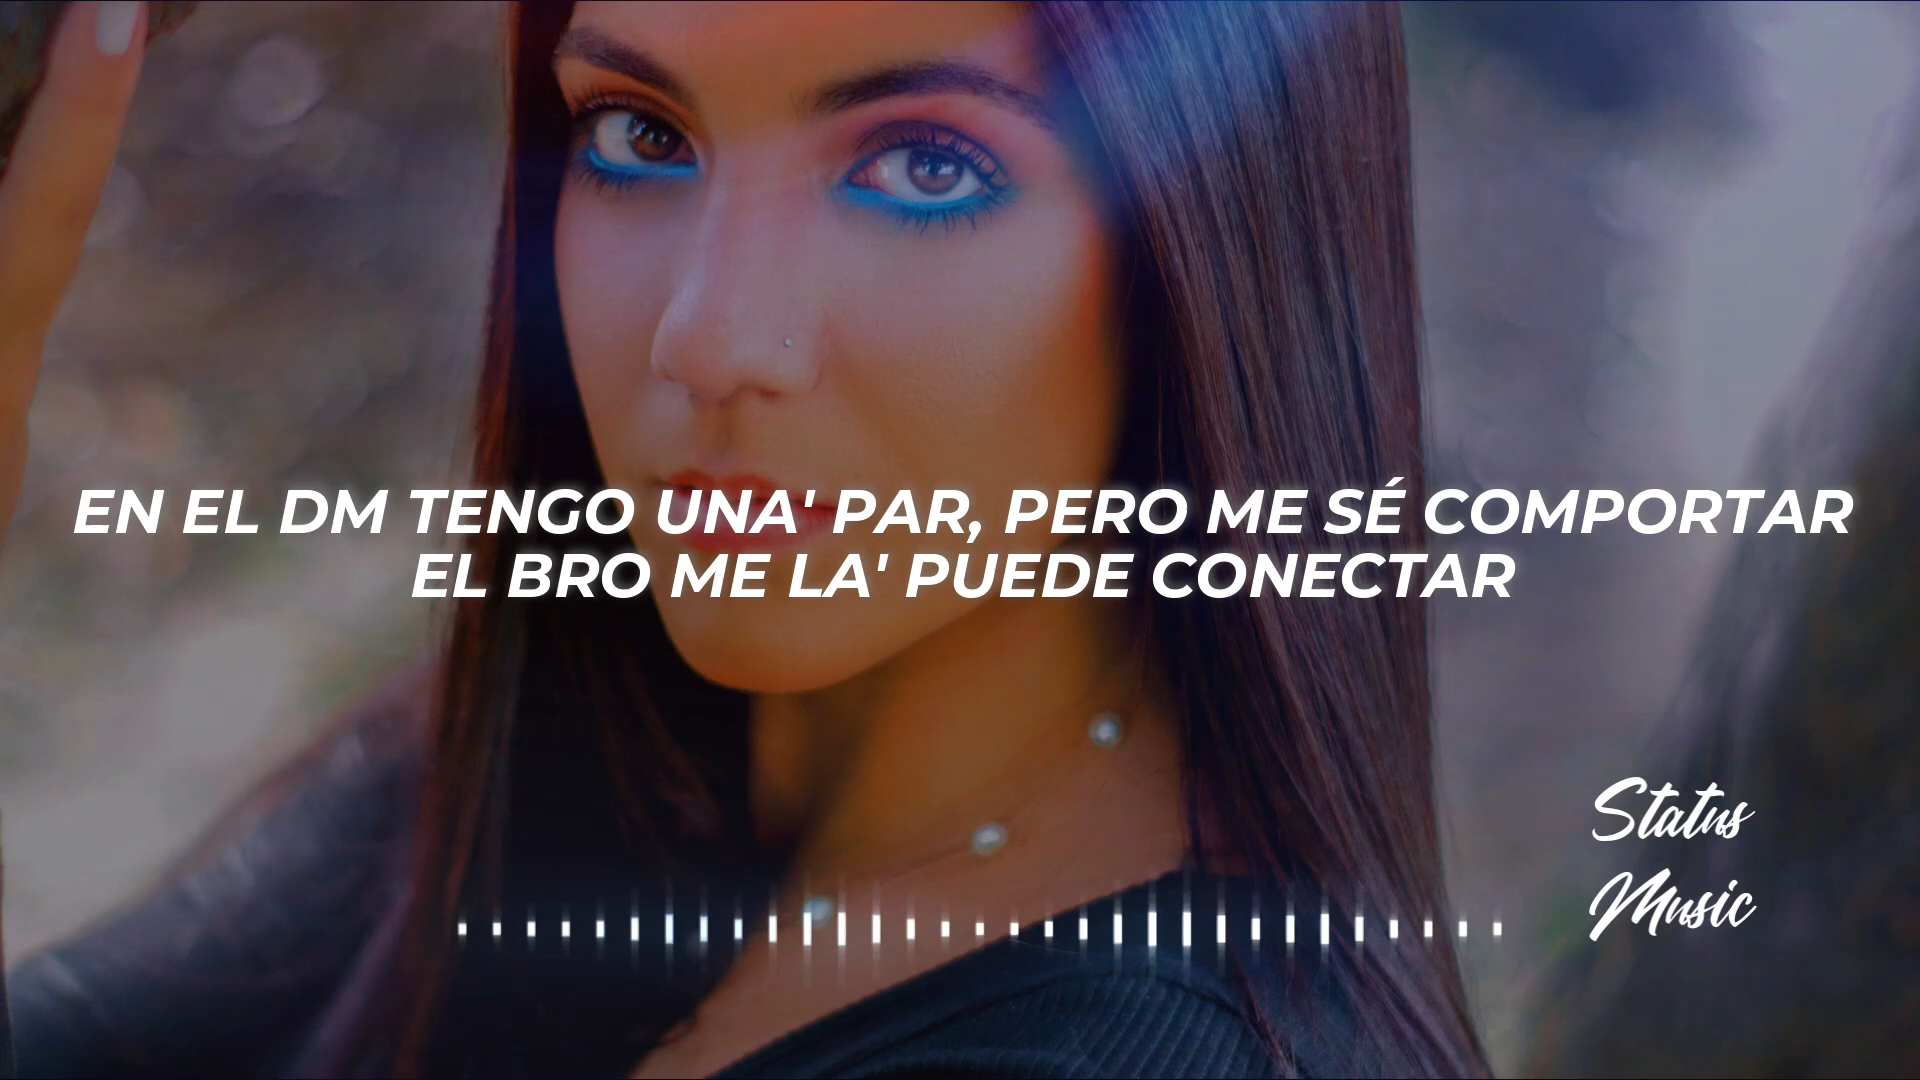 EN EL DM TENGO UNA' PAR, PERO ME SÉ COMPORTAR
EL BRO ME LA' PUEDE CONECTAR
Status
Music